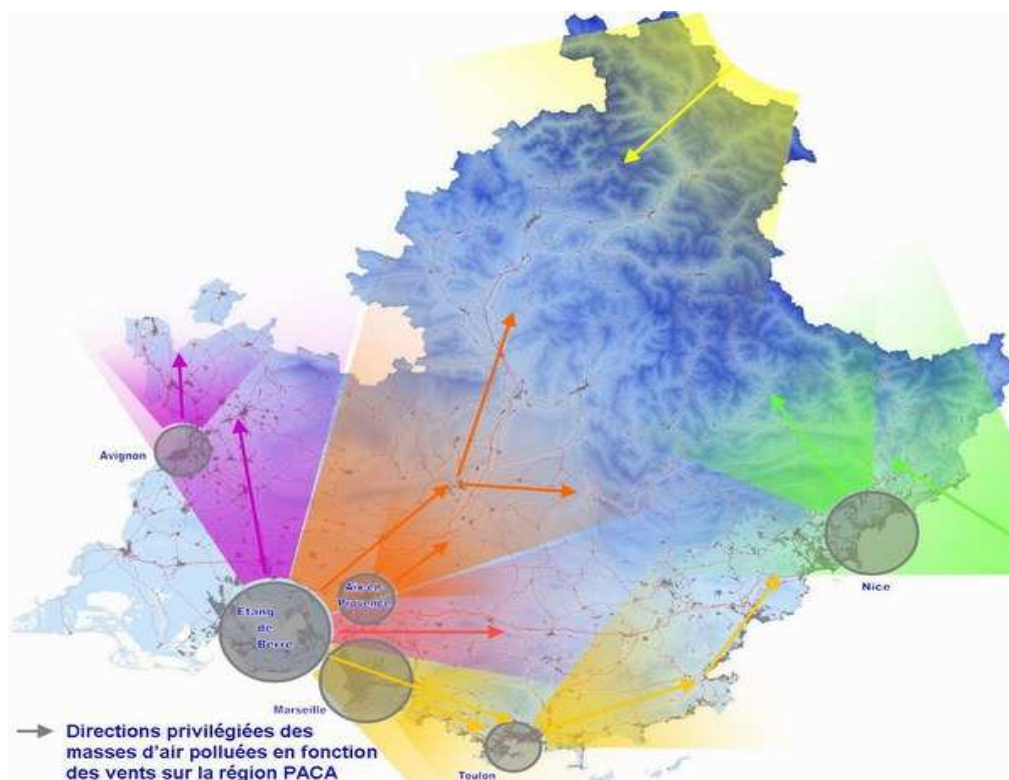 Avignon
Etang
de
Berre
Aix en
Provence
Marseille
Toulon
Nice
Directions privilégiées des
masses d'air polluées en fonction
des vents sur la région PACA